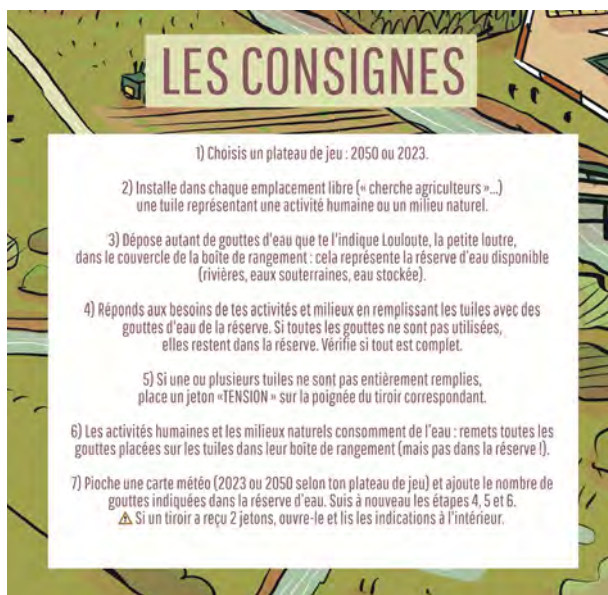 LES CONSIGNES
1) Choisis un plateau de jeu : 2050 ou 2023.
2) Installe dans chaque emplacement libre (« cherche agriculteurs »...)
une tuile représentant une activité humaine ou un milieu naturel.
3) Dépose autant de gouttes d'eau que te l'indique Louloute, la petite loutre,
dans le couvercle de la boîte de rangement : cela représente la réserve d'eau disponible
(rivières, eaux souterraines, eau stockée).
4) Réponds aux besoins de tes activités et milieux en remplissant les tuiles avec des
gouttes d'eau de la réserve. Si toutes les gouttes ne sont pas utilisées,
elles restent dans la réserve. Vérifie si tout est complet.
5) Si une ou plusieurs tuiles ne sont pas entièrement remplies,
place un jeton «TENSION » sur la poignée du tiroir correspondant.
6) Les activités humaines et les milieux naturels consomment de l'eau : remets toutes les
gouttes placées sur les tuiles dans leur boîte de rangement (mais pas dans la réserve !).
7) Pioche une carte météo (2023 ou 2050 selon ton plateau de jeu) et ajoute le nombre de
gouttes indiquées dans la réserve d'eau. Suis à nouveau les étapes 4, 5 et 6.
⚠ Si un tiroir a reçu 2 jetons, ouvre-le et lis les indications à l'intérieur.